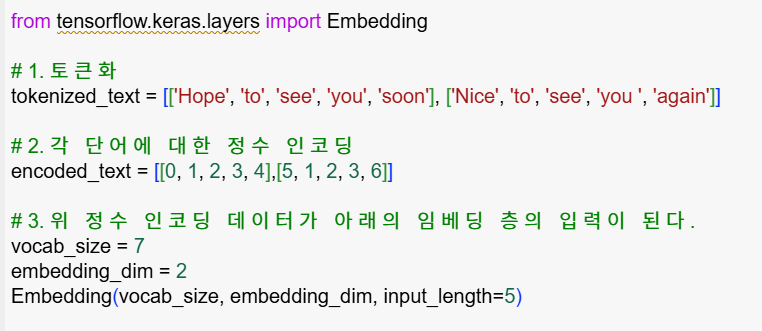 from tensorflow.keras.layers import Embedding
# 1. 토큰화
tokenized_text = [['Hope', 'to', 'see', 'you', 'soon'], ['Nice', 'to', 'see', 'you ', 'again']]
# 2. 각 단어에 대한 정수 인코딩
encoded_text = [[0, 1, 2, 3, 4],[5, 1, 2, 3, 6]]
# 3. 위 정수 인코딩 데이터가 아래의 임베딩 층의 입력이 된다.
vocab_size = 7
embedding_dim = 2
Embedding(vocab_size, embedding_dim, input_length=5)